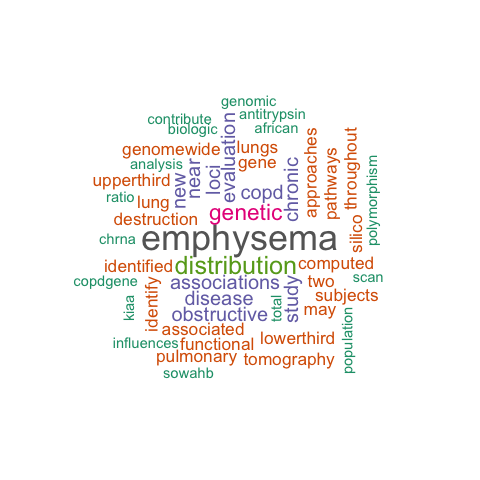 genomic
contribute
antitrypsin
biologic
african
evaluation
genomewide
lungs
analysis
near
loci
gene
chronic
approaches
pathways
throughout
polymorphism
upperthird
new
copd
ratio
lung
genetic
destruction
silico
chrna
emphysema
identified
distribution
computed
copdgene
associations
two
scan
kiaa
identify
disease
total
study
subjects
obstructive
may
population
associated
influences
functional
lowerthird
pulmonary
tomography
sowahb